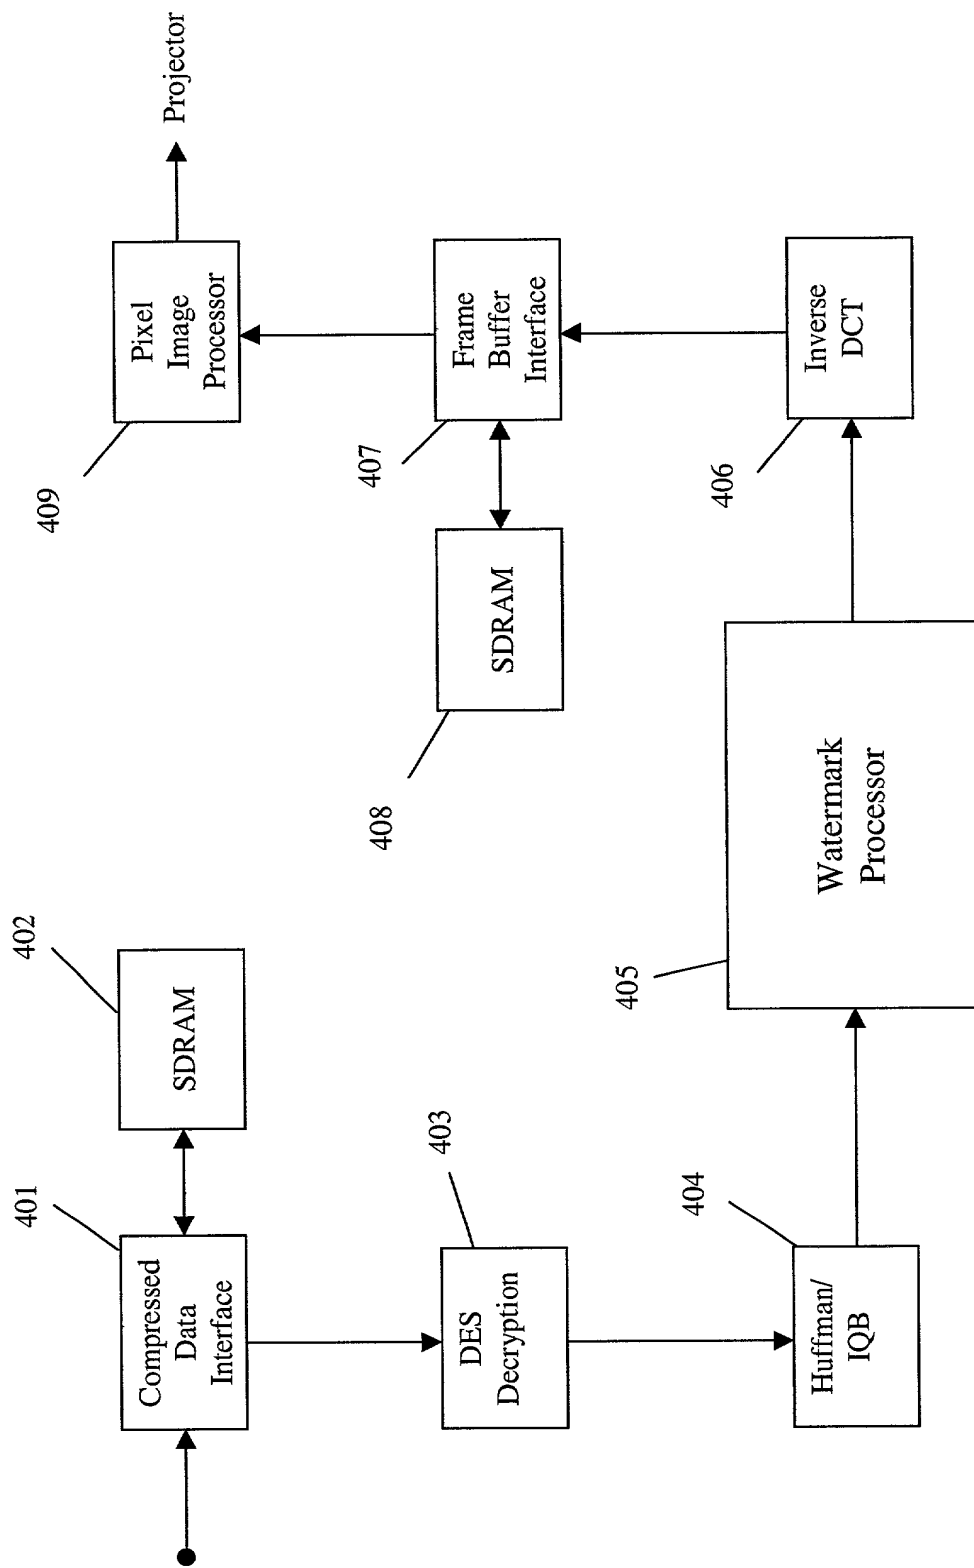 401
Compressed
Data
Interface
402
SDRAM
403
DES
Decryption
404
Huffman/
IQB
405
Watermark
Processor
406
Inverse
DCT
407
Frame
Buffer
Interface
408
SDRAM
409
Pixel
Image
Processor
Projector